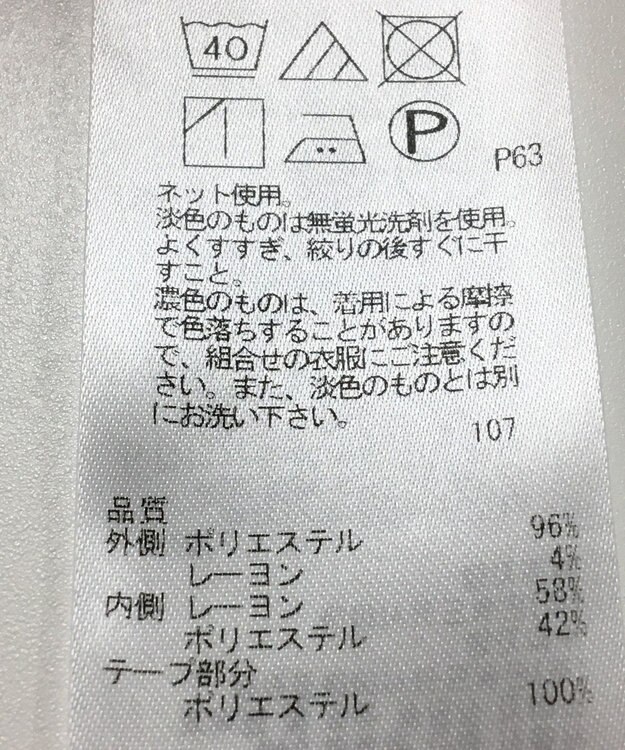 40
P
P63
ネット使用。
淡色のものは無蛍光洗剤を使用。
よくすすぎ、絞りの後すぐに干
すこと。
濃色のものは、着用による摩擦
で色落ちすることがありますの
で、組合せの衣服にご注意くだ
さい。また、淡色のものとは別
にお洗い下さい。
107
品質
外側 ポリエステル 96%
レーヨン 4%
内側 レーヨン 58%
ポリエステル 42%
テープ部分
ポリエステル 100%